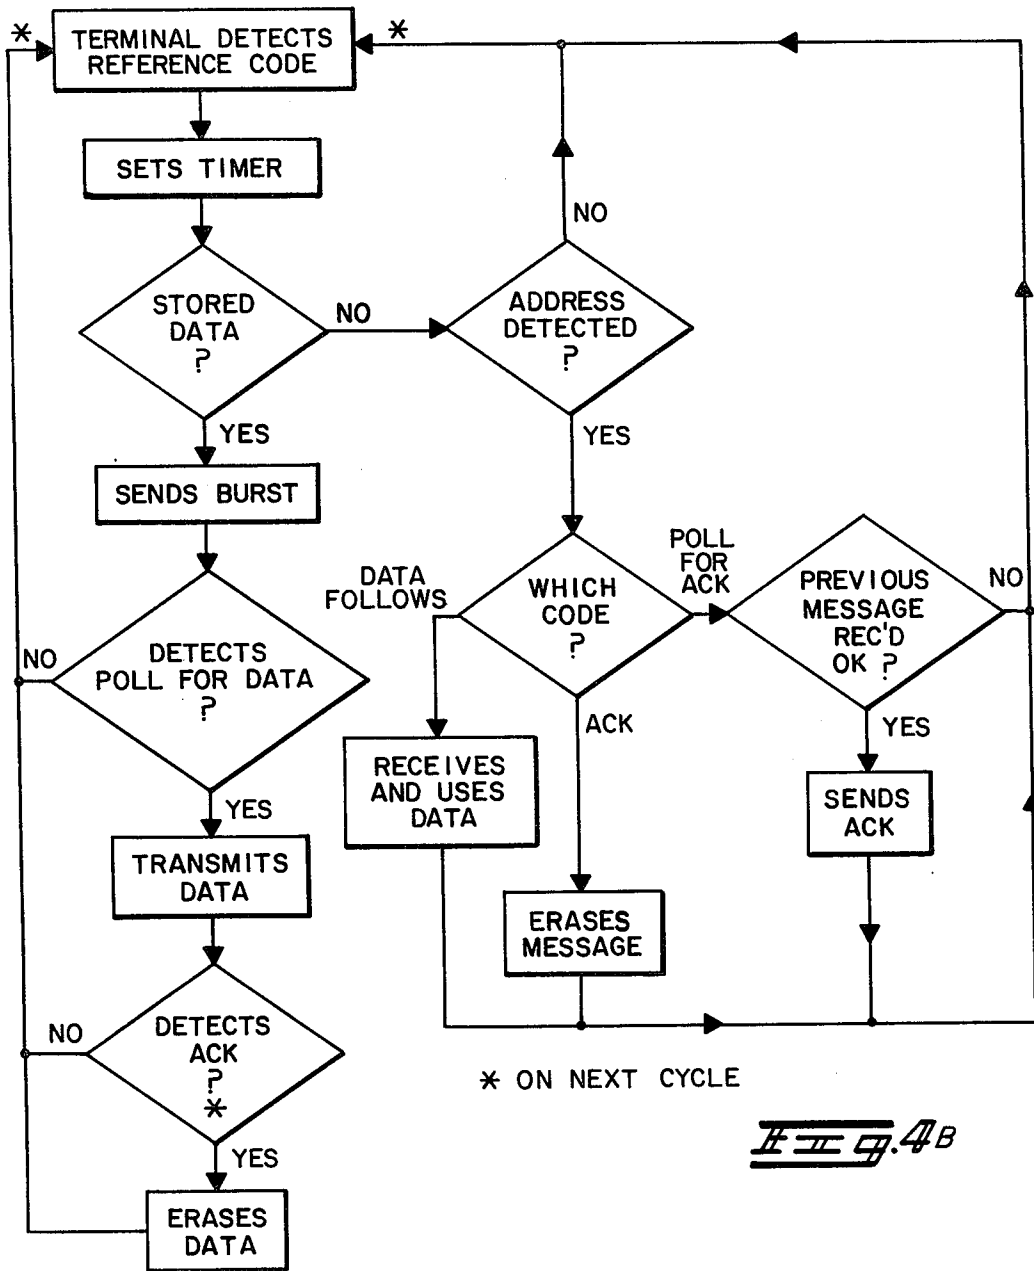 *
TERMINAL DETECTS
REFERENCE CODE
*
SETS TIMER
STORED
DATA
?
NO
ADDRESS
DETECTED
?
NO
YES
YES
SENDS BURST
DETECTS
POLL FOR DATA
?
NO
YES
DATA
FOLLOWS
WHICH
CODE
?
POLL
FOR
ACK
PREVIOUS
MESSAGE
REC'D
OK ?
NO
ACK
YES
RECEIVES
AND USES
DATA
SENDS
ACK
ERASES
MESSAGE
TRANSMITS
DATA
DETECTS
ACK
?
*
NO
YES
ERASES
DATA
* ON NEXT CYCLE
Fig. 4B